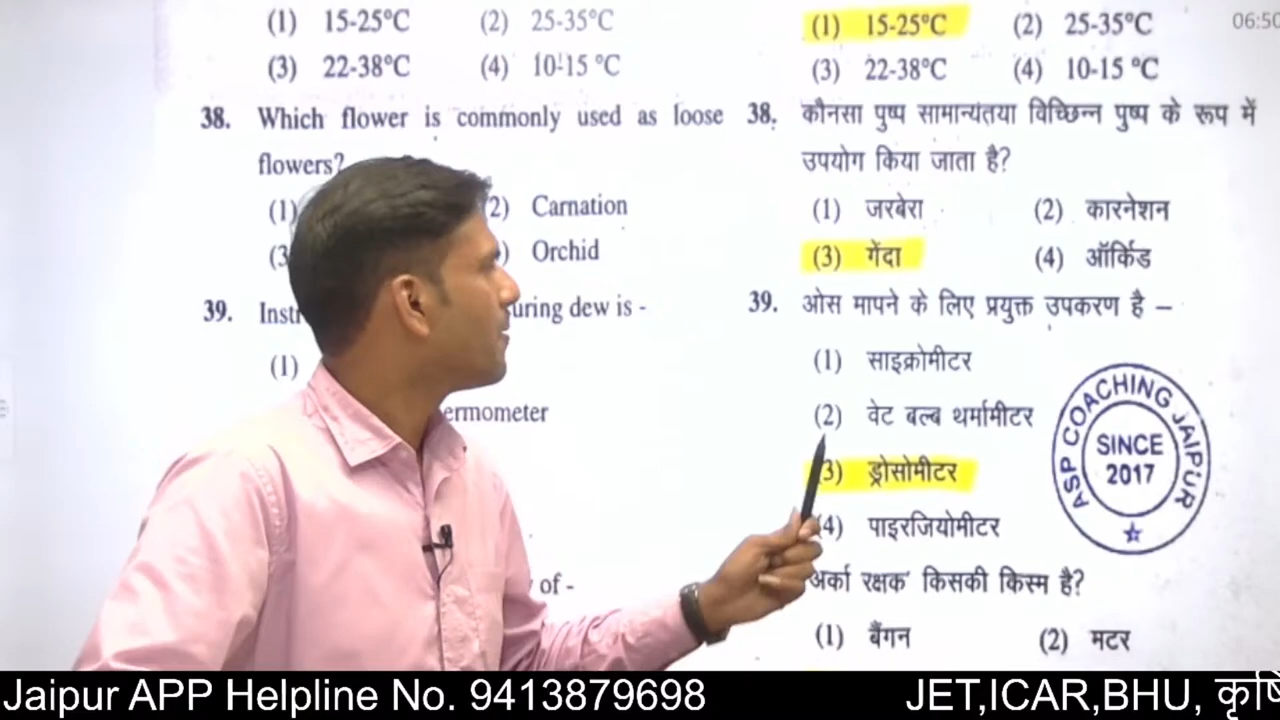 (1) 15-25°C (2) 25-35°C
(3) 22-38°C (4) 10-15 °C
38. Which flower is commonly used as loose
flowers?
(1) 2) Carnation
(3 ) Orchid
39. Inst uring dew is -
(1)
ermometer
of -
(1) 15-25°C (2) 25-35°C
(3) 22-38°C (4) 10-15 °C
38. कौनसा पुष्प सामान्यतया विच्छिन्न पुष्प के रूप में
उपयोग किया जाता है?
(1) जरबेरा (2) कारनेशन
(3) गेंदा (4) ऑर्किड
39. ओस मापने के लिए प्रयुक्त उपकरण है –
(1) साइक्रोमीटर
(2) वेट बल्ब थर्मामीटर
3) ड्रोसोमीटर
(4) पाइरजियोमीटर
अर्का रक्षक' किसकी किस्म है?
(1) बैंगन (2) मटर
06:50
ASP COACHING JAIPUR
SINCE
2017
Jaipur APP Helpline No. 9413879698 JET,ICAR,BHU, कृषि